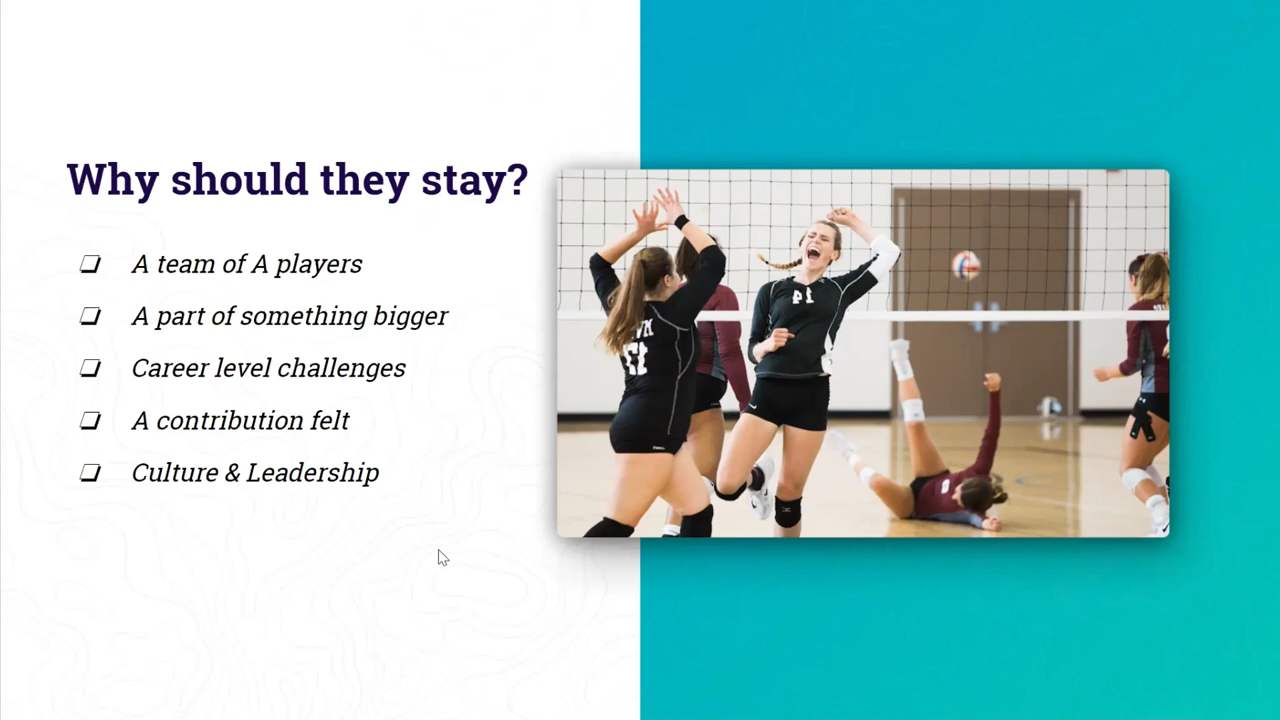 Why should they stay?
A team of A players
A part of something bigger
Career level challenges
A contribution felt
Culture & Leadership